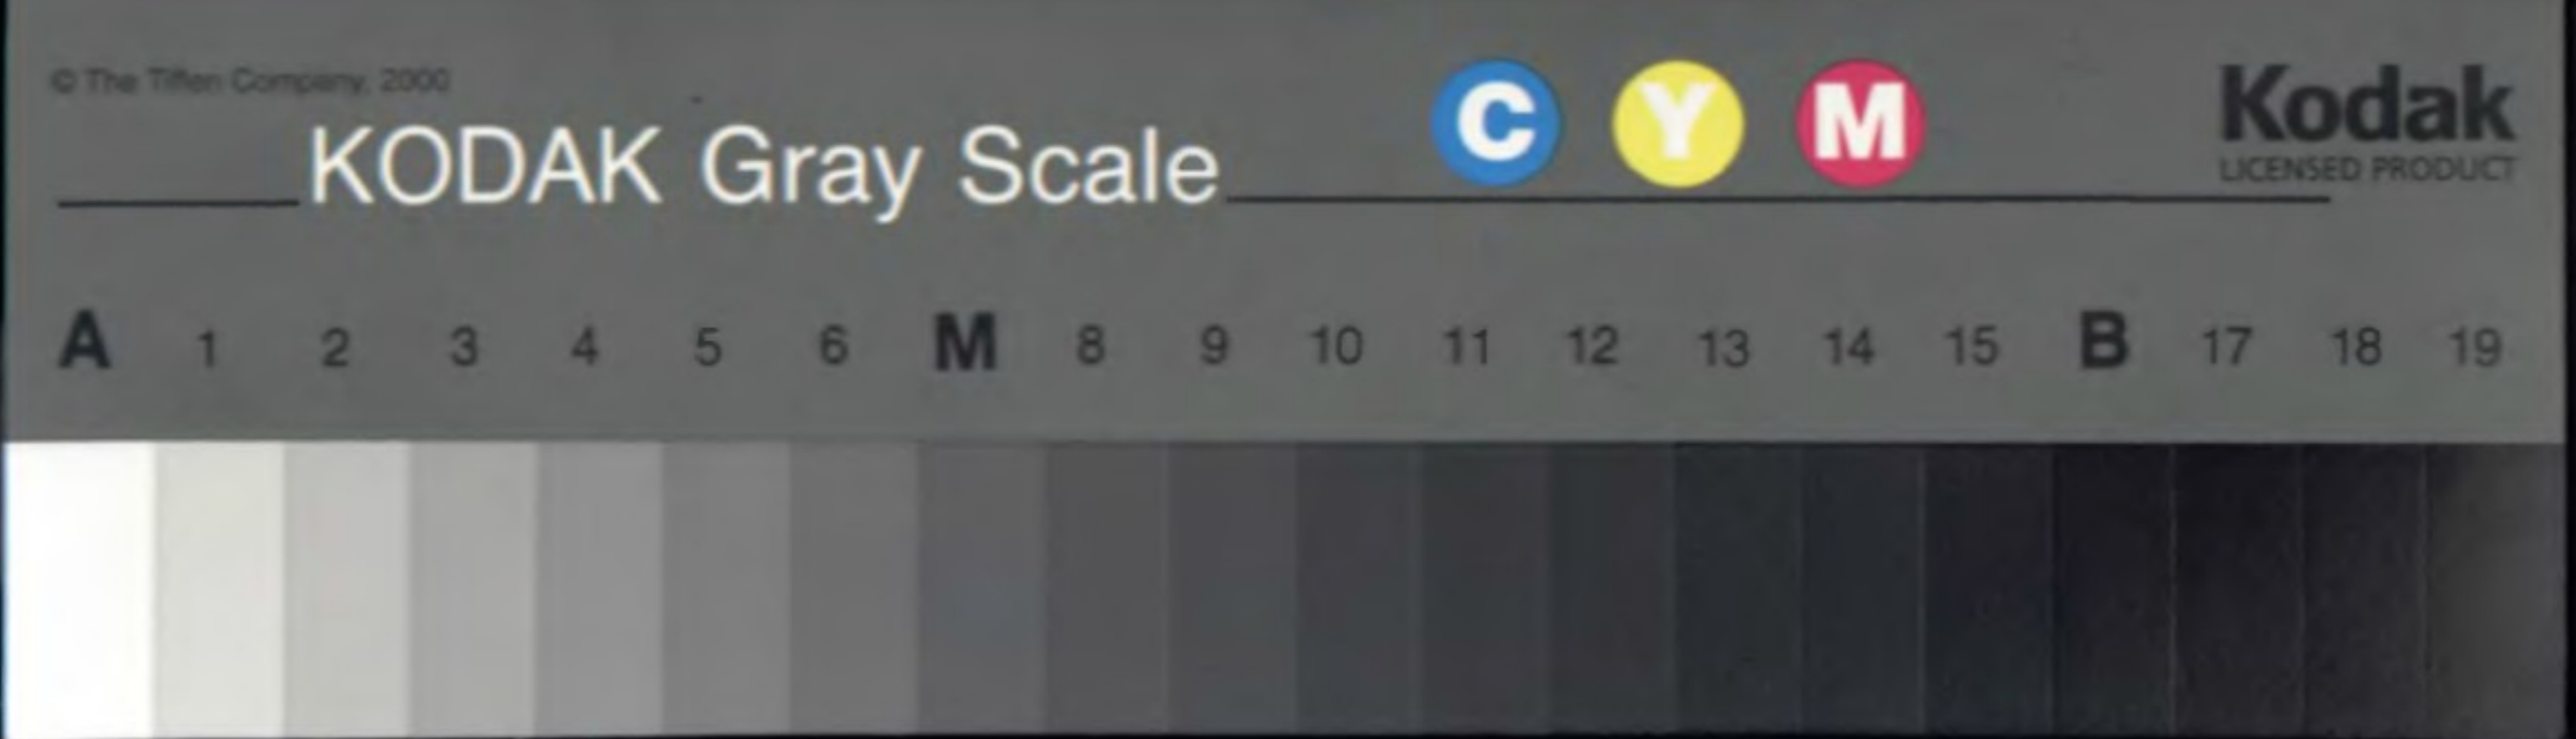 © The Tiffen Company, 2000
KODAK Gray Scale
C Y M
Kodak
LICENSED PRODUCT
A 1 2 3 4 5 6 M 8 9 10 11 12 13 14 15 B 17 18 19